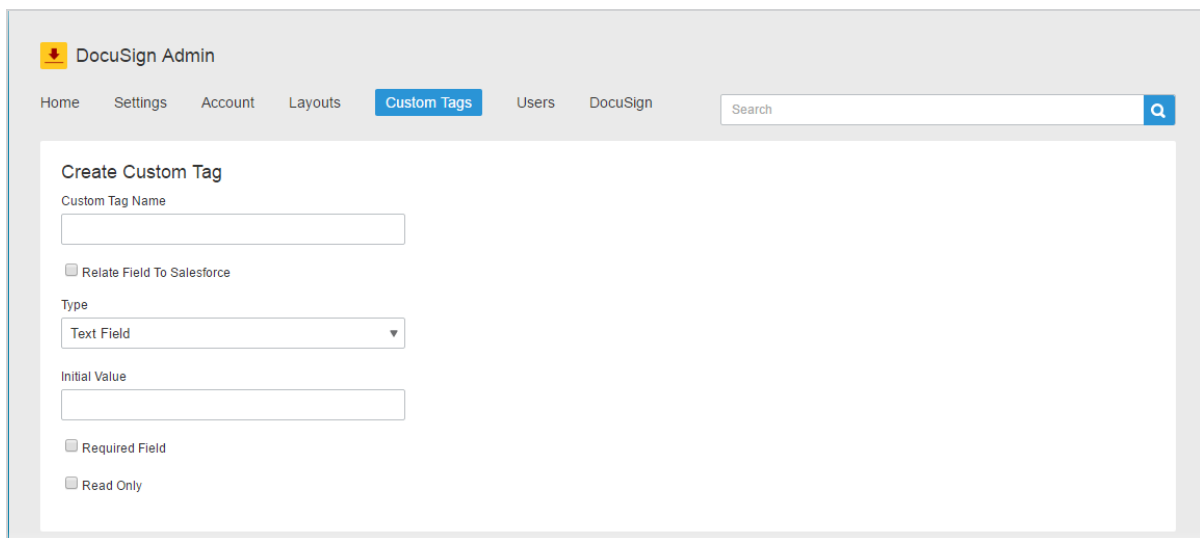 DocuSign Admin
Home Settings Account Layouts Custom Tags Users DocuSign Search
Create Custom Tag
Custom Tag Name
Relate Field To Salesforce
Type
Text Field
Initial Value
Required Field
Read Only